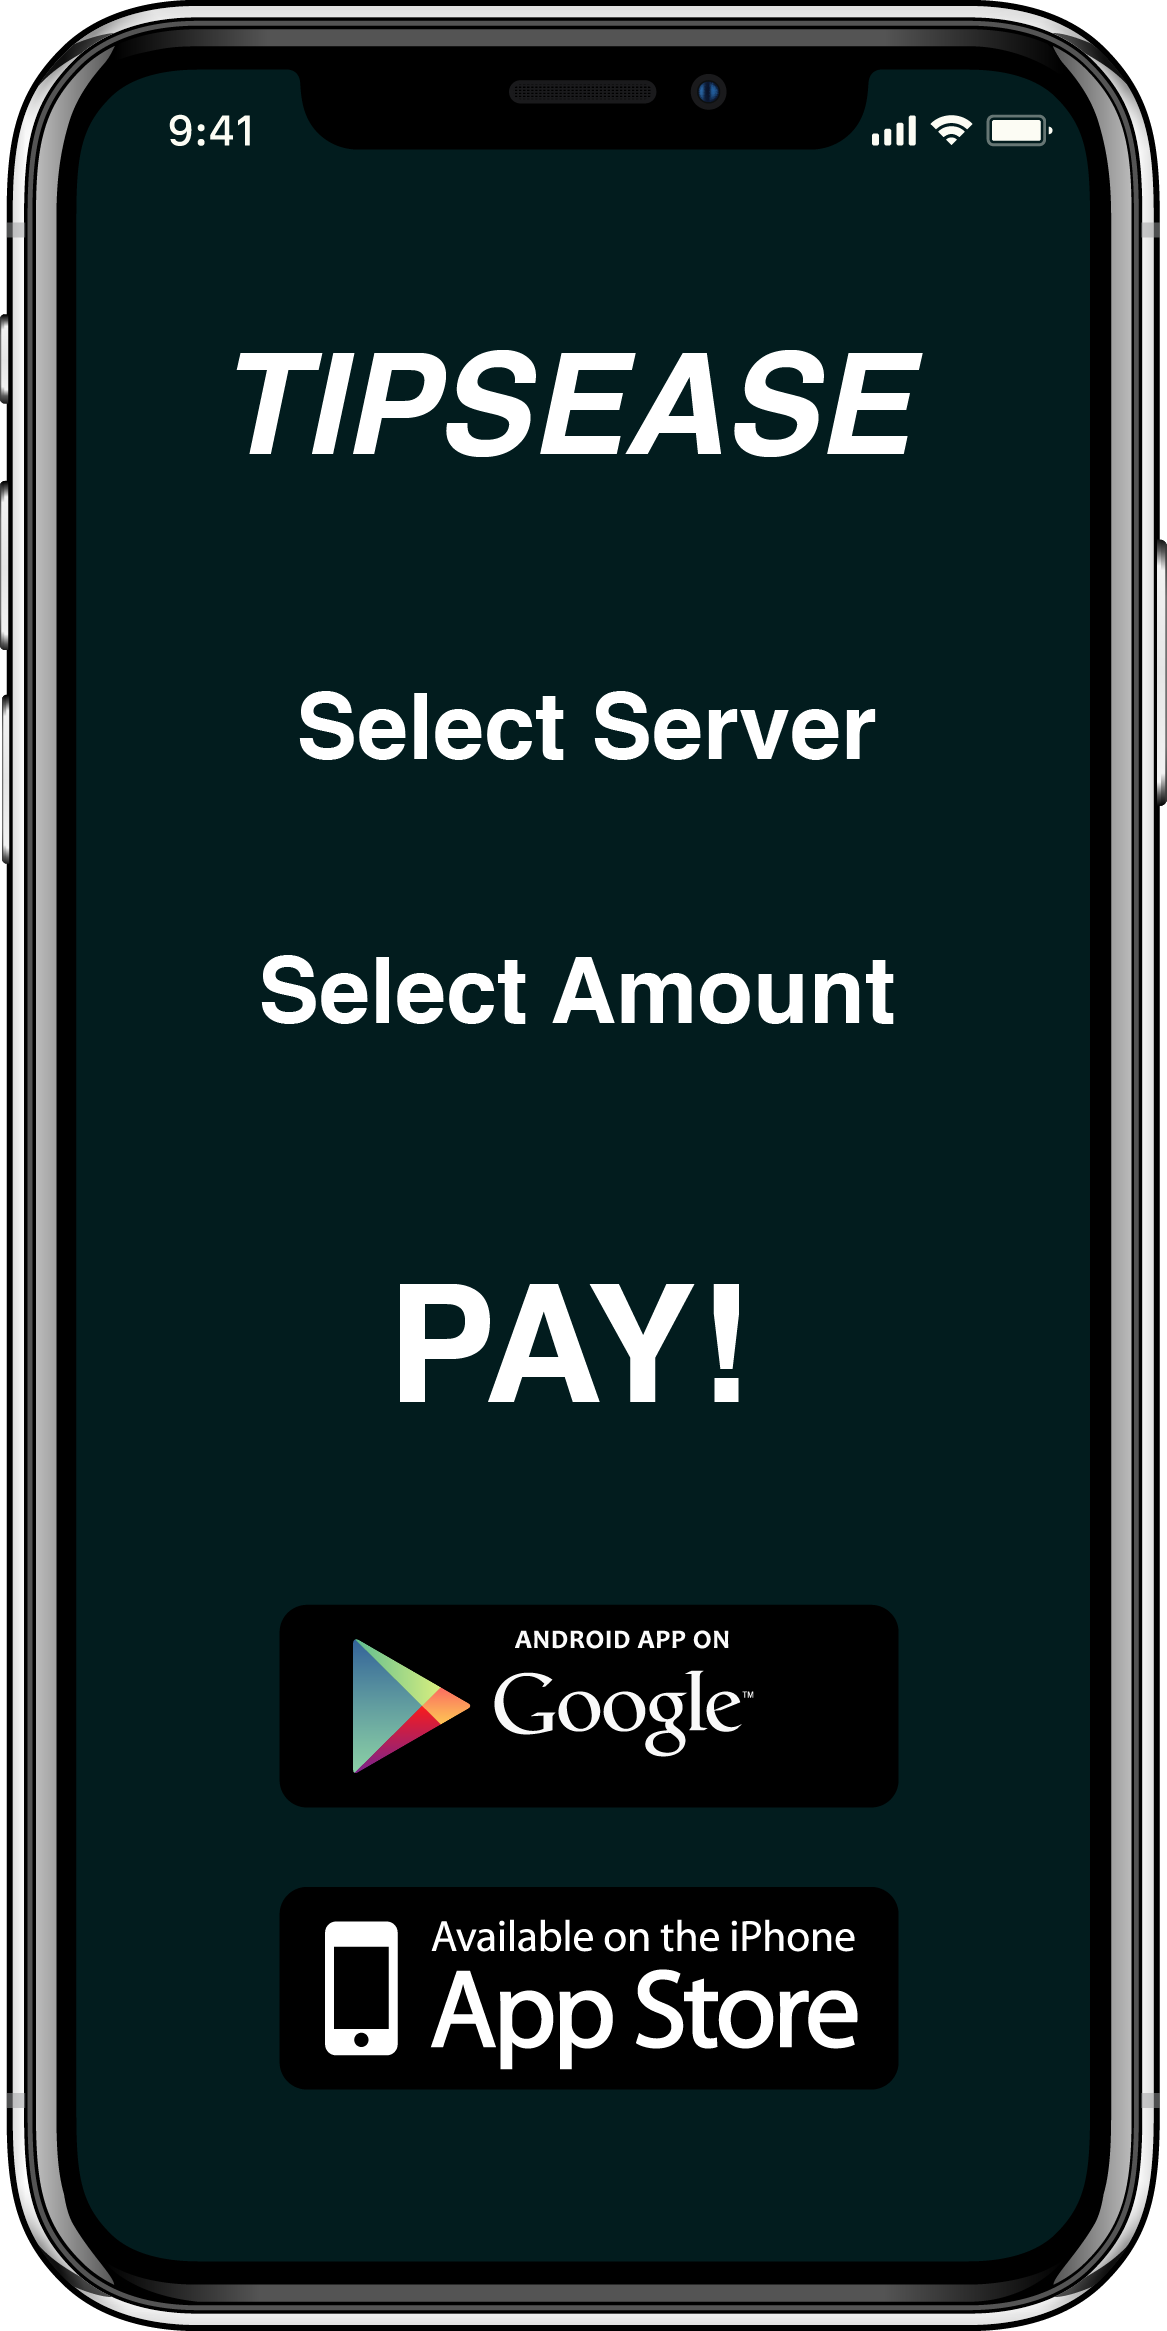 9:41
TIPSEASE
Select Server
Select Amount
PAY!
ANDROID APP ON
Google™
Available on the iPhone
App Store